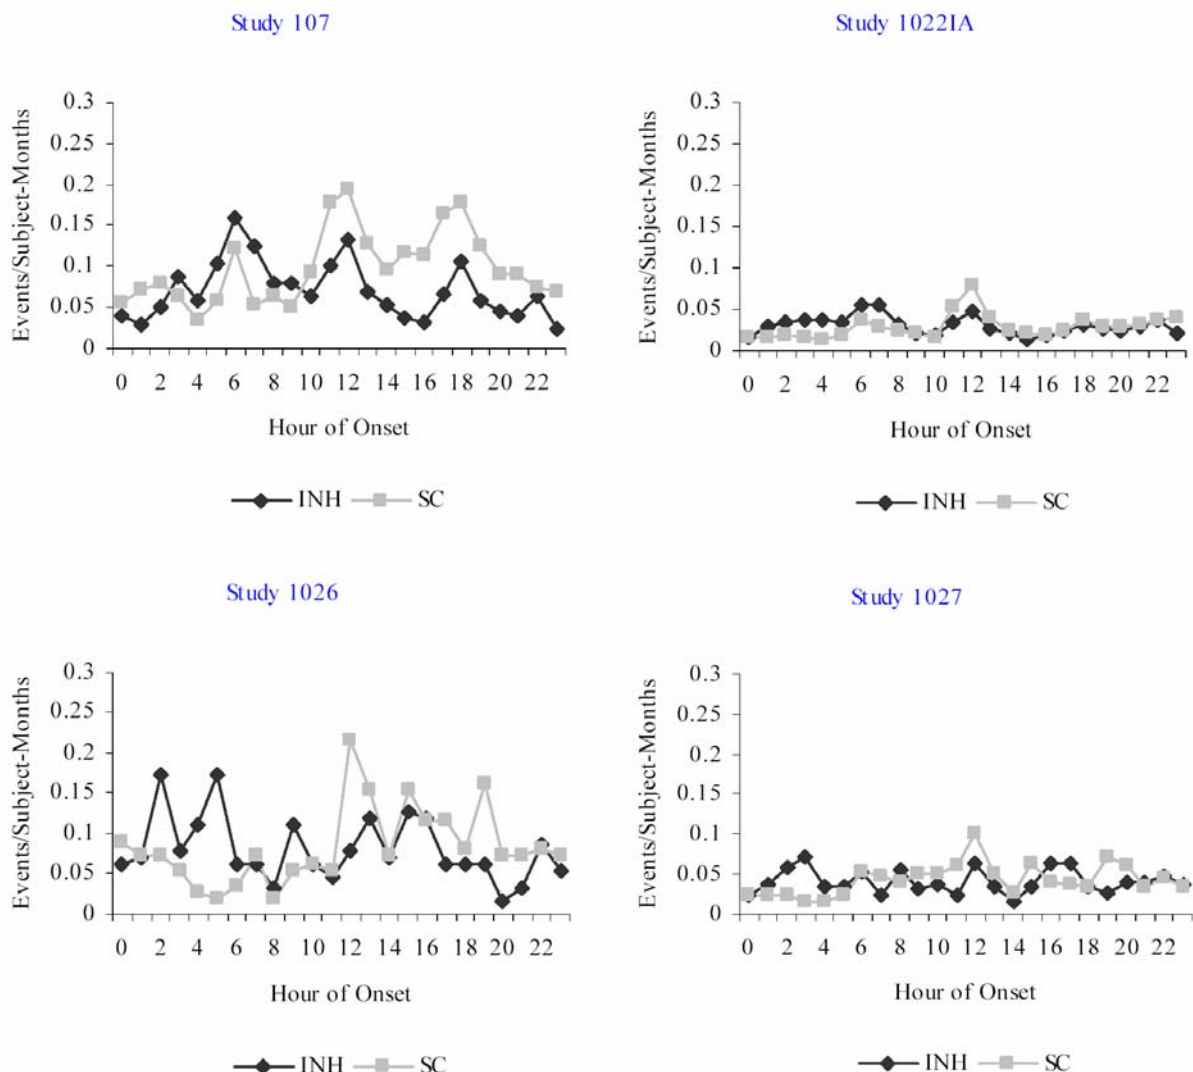 Study 107
Events/Subject-Months
0.3
0.25
0.2
0.15
0.1
0.05
0
0 2 4 6 8 10 12 14 16 18 20 22
Hour of Onset
INH SC
Study 1022IA
Events/Subject-Months
0.3
0.25
0.2
0.15
0.1
0.05
0
0 2 4 6 8 10 12 14 16 18 20 22
Hour of Onset
INH SC
Study 1026
Events/Subject-Months
0.3
0.25
0.2
0.15
0.1
0.05
0
0 2 4 6 8 10 12 14 16 18 20 22
Hour of Onset
INH SC
Study 1027
Events/Subject-Months
0.3
0.25
0.2
0.15
0.1
0.05
0
0 2 4 6 8 10 12 14 16 18 20 22
Hour of Onset
INH SC